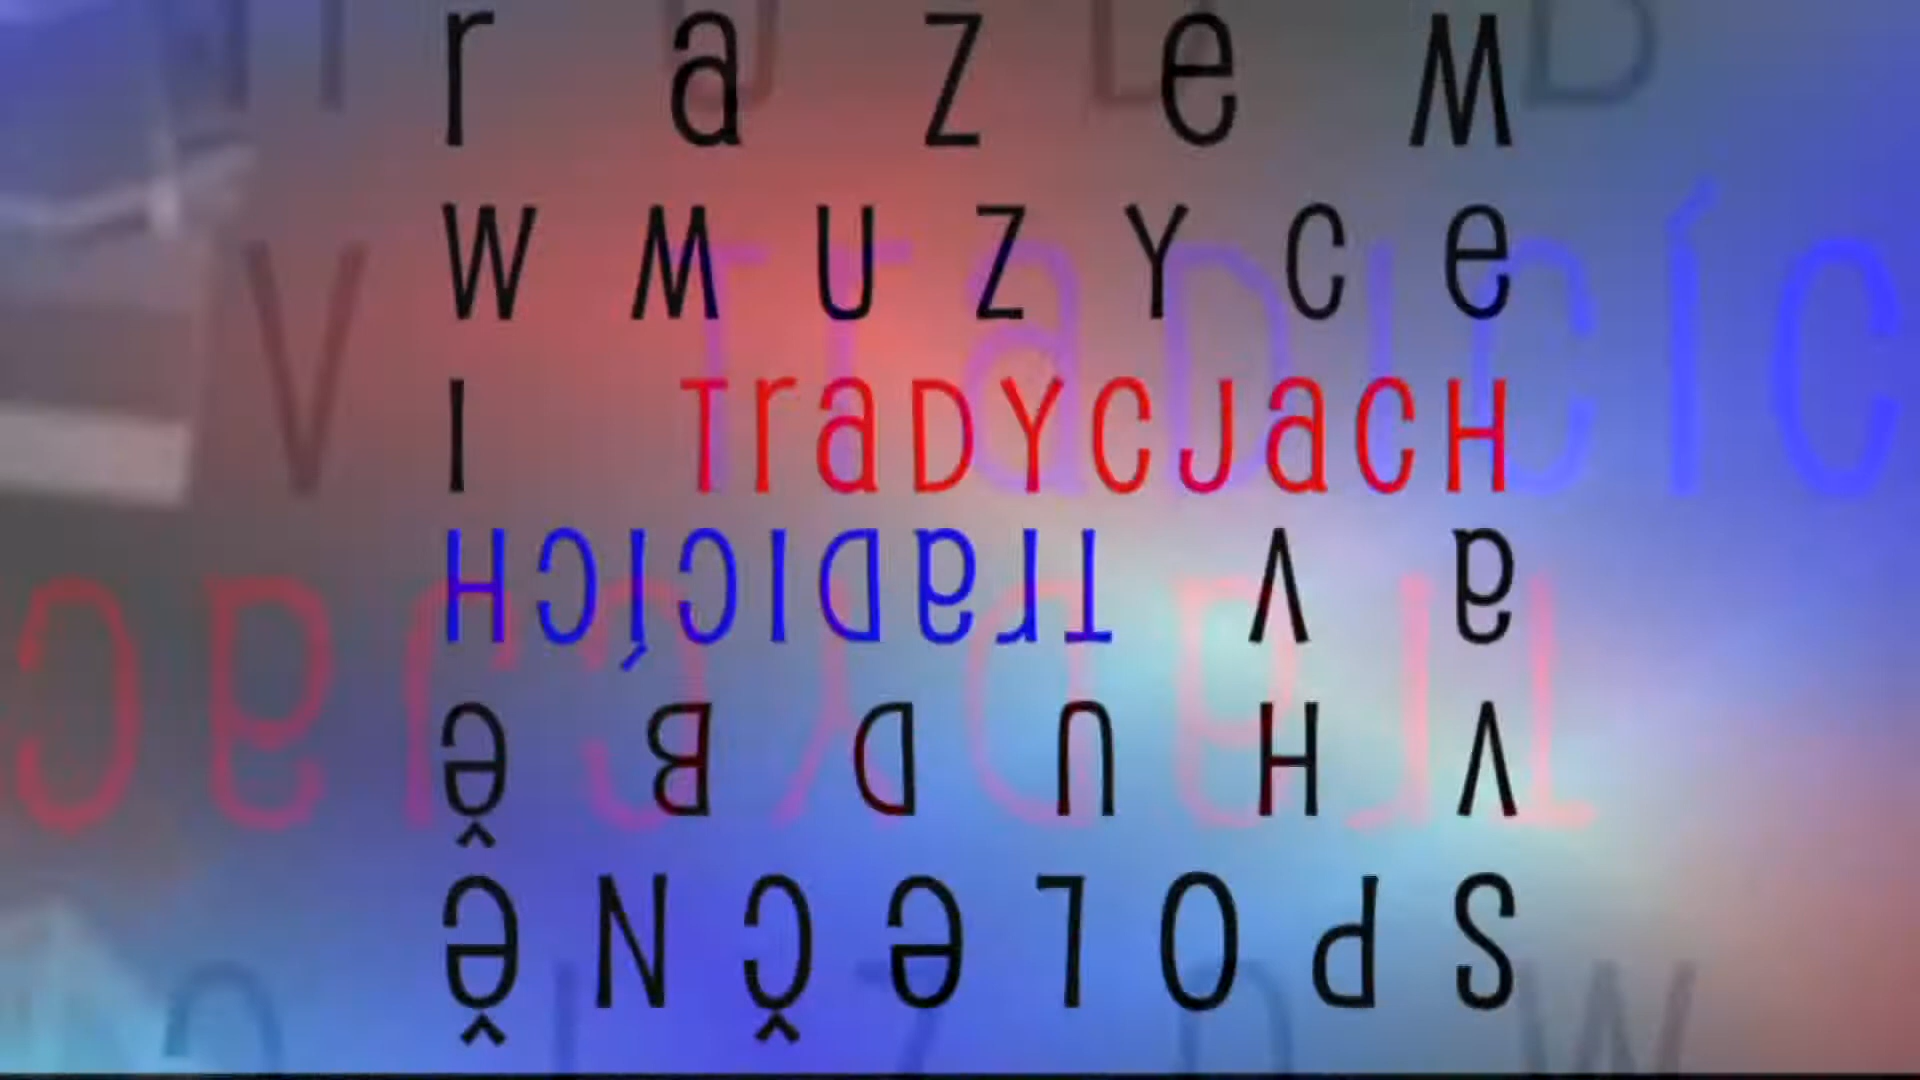 razem
w muzyce
i TradycJach
společně
v hudbě
a v Tradicích